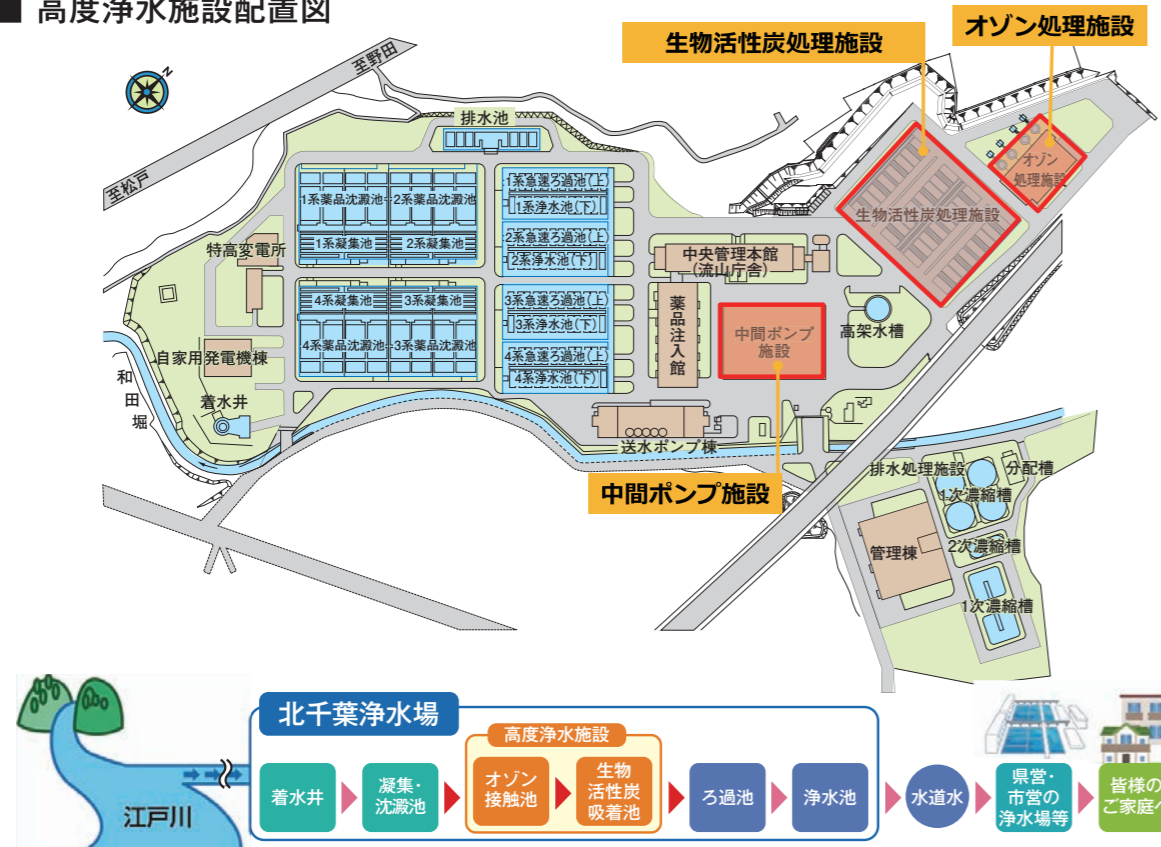 ■ 高度浄水施設配置図
オゾン処理施設
生物活性炭処理施設
N
至野田
至松戸
排水池
オゾン
処理施設
1系薬品沈澱池
2系薬品沈澱池
1系急速ろ過池(上)
1系浄水池(下)
生物活性炭処理施設
1系凝集池
2系凝集池
2系急速ろ過池(上)
2系浄水池(下)
特高変電所
中央管理本館
(流山庁舎)
4系凝集池
3系凝集池
3系急速ろ過池(上)
3系浄水池(下)
薬品注入館
中間ポンプ
施設
高架水槽
4系薬品沈澱池
3系薬品沈澱池
4系急速ろ過池(上)
4系浄水池(下)
自家用発電機棟
和田堀
着水井
送水ポンプ棟
中間ポンプ施設
排水処理施設
分配槽
1次濃縮槽
管理棟
2次濃縮槽
1次濃縮槽
北千葉浄水場
高度浄水施設
江戸川
着水井
凝集・
沈澱池
オゾン
接触池
生物
活性炭
吸着池
ろ過池
浄水池
水道水
県営・
市営の
浄水場等
皆様の
ご家庭へ